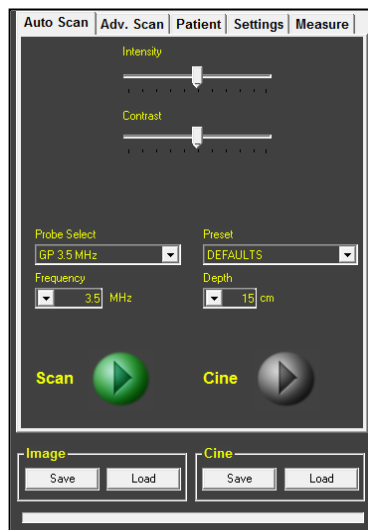 Auto Scan Adv. Scan Patient Settings Measure
Intensity
Contrast
Probe Select Preset
GP 3.5 MHz DEFAULTS
Frequency Depth
3.5 MHz 15 cm
Scan Cine
Image Cine
Save Load Save Load